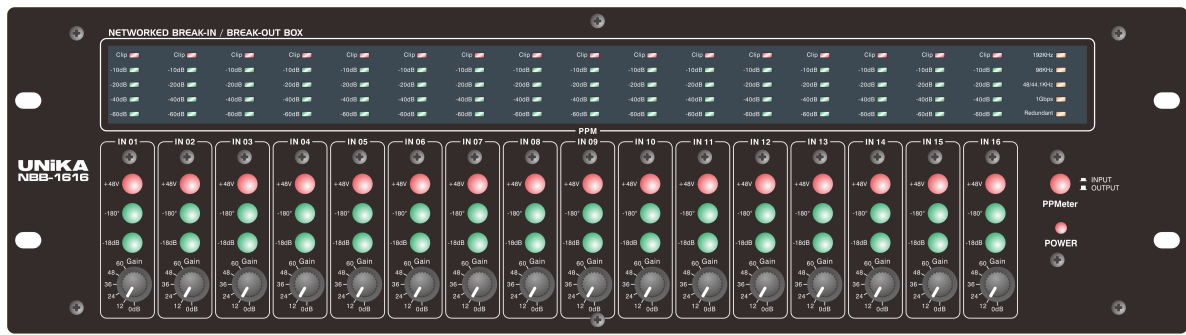 NETWORKED BREAK-IN / BREAK-OUT BOX
Clip Clip Clip Clip Clip Clip Clip Clip Clip Clip Clip Clip Clip Clip Clip Clip 192KHz
-10dB -10dB -10dB -10dB -10dB -10dB -10dB -10dB -10dB -10dB -10dB -10dB -10dB -10dB -10dB -10dB 96KHz
-20dB -20dB -20dB -20dB -20dB -20dB -20dB -20dB -20dB -20dB -20dB -20dB -20dB -20dB -20dB -20dB 48/44.1KHz
-40dB -40dB -40dB -40dB -40dB -40dB -40dB -40dB -40dB -40dB -40dB -40dB -40dB -40dB -40dB -40dB 1Gbps
-60dB -60dB -60dB -60dB -60dB -60dB -60dB -60dB -60dB -60dB -60dB -60dB -60dB -60dB -60dB -60dB Redundant
PPM
IN 01 IN 02 IN 03 IN 04 IN 05 IN 06 IN 07 IN 08 IN 09 IN 10 IN 11 IN 12 IN 13 IN 14 IN 15 IN 16
UNiKA
NBB-1616
+48V +48V +48V +48V +48V +48V +48V +48V +48V +48V +48V +48V +48V +48V +48V +48V
INPUT
OUTPUT
PPMeter
-180° -180° -180° -180° -180° -180° -180° -180° -180° -180° -180° -180° -180° -180° -180° -180°
-18dB -18dB -18dB -18dB -18dB -18dB -18dB -18dB -18dB -18dB -18dB -18dB -18dB -18dB -18dB -18dB
POWER
60 Gain 60 Gain 60 Gain 60 Gain 60 Gain 60 Gain 60 Gain 60 Gain 60 Gain 60 Gain 60 Gain 60 Gain 60 Gain 60 Gain 60 Gain 60 Gain
48 48 48 48 48 48 48 48 48 48 48 48 48 48 48 48
36 36 36 36 36 36 36 36 36 36 36 36 36 36 36 36
24 24 24 24 24 24 24 24 24 24 24 24 24 24 24 24
12 0dB 12 0dB 12 0dB 12 0dB 12 0dB 12 0dB 12 0dB 12 0dB 12 0dB 12 0dB 12 0dB 12 0dB 12 0dB 12 0dB 12 0dB 12 0dB